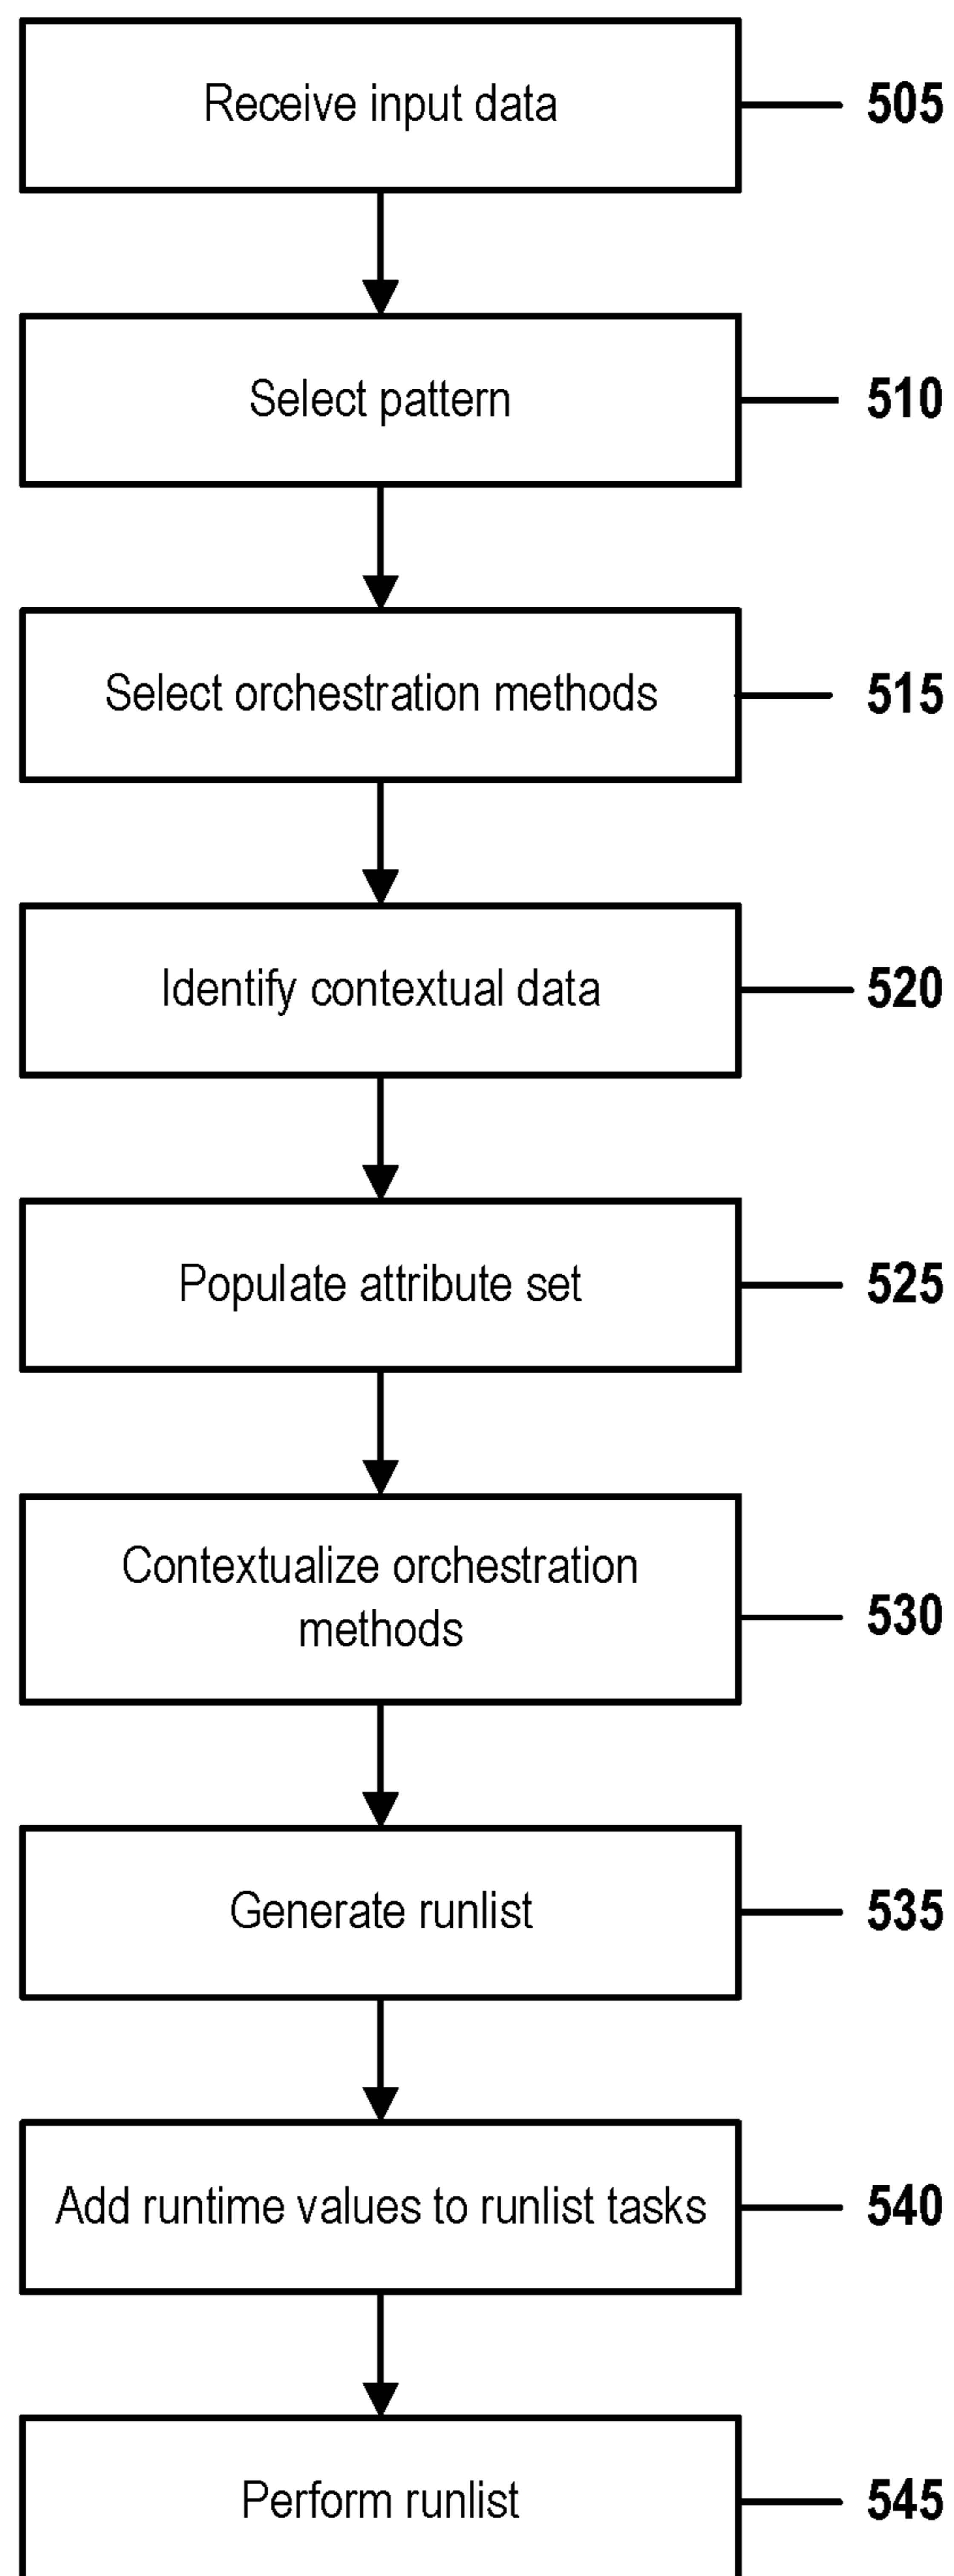 Receive input data 505
Select pattern 510
Select orchestration methods 515
Identify contextual data 520
Populate attribute set 525
Contextualize orchestration
methods 530
Generate runlist 535
Add runtime values to runlist tasks 540
Perform runlist 545